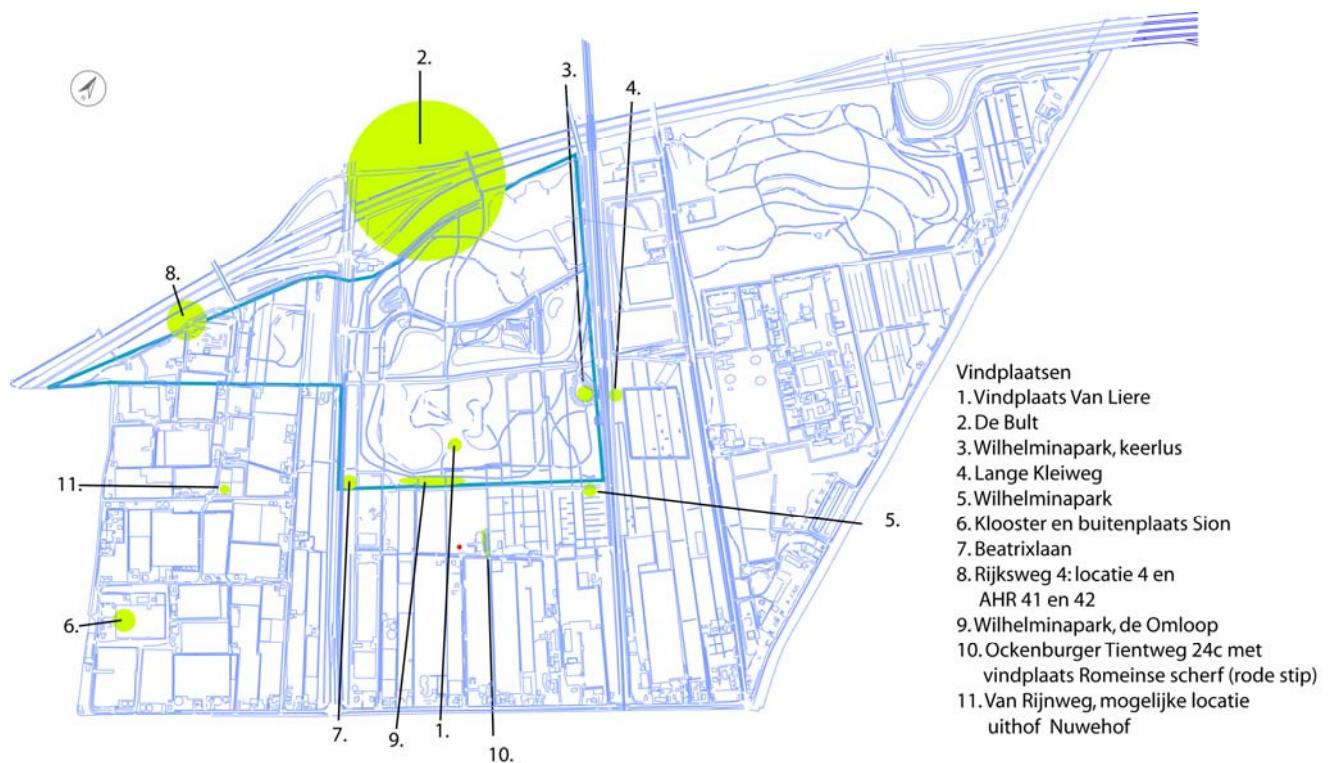 2.
3.
4.
8.
11.
5.
6.
7.
9.
1.
10.
Vindplaatsen
1. Vindplaats Van Liere
2. De Bult
3. Wilhelminapark, keerlus
4. Lange Kleiweg
5. Wilhelminapark
6. Klooster en buitenplaats Sion
7. Beatrixlaan
8. Rijksweg 4: locatie 4 en
AHR 41 en 42
9. Wilhelminapark, de Omloop
10. Ockenburger Tientweg 24c met
vindplaats Romeinse scherf (rode stip)
11. Van Rijnweg, mogelijke locatie
uithof Nuwehof